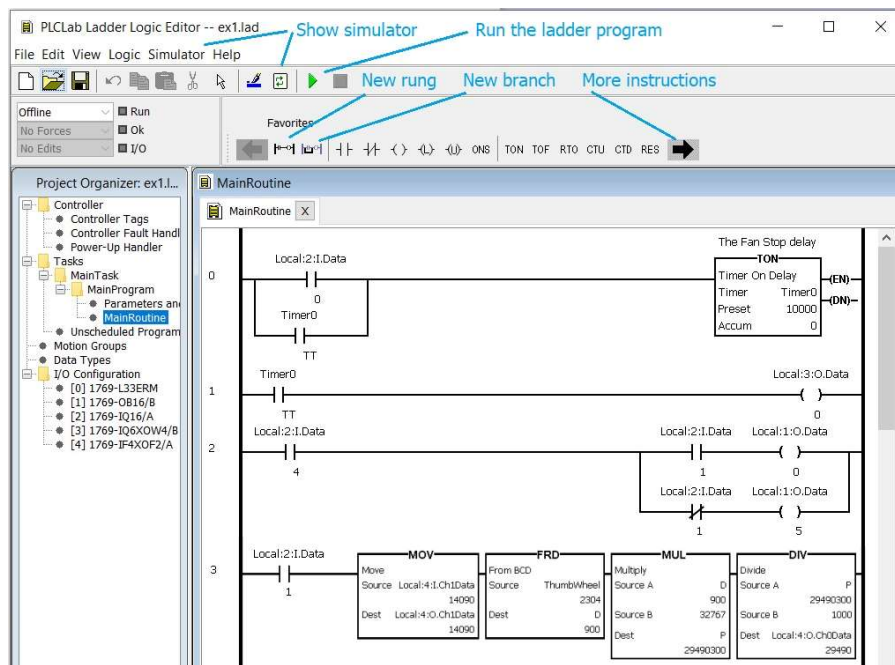 PLCLab Ladder Logic Editor -- ex1.lad
Show simulator
Run the ladder program
File Edit View Logic Simulator Help
New rung
New branch
More instructions
Offline
Run
No Forces
Ok
No Edits
I/O
Favorites
TON TOF RTO CTU CTD RES
ONS
Project Organizer: ex1.l...
Controller
Controller Tags
Controller Fault Handl
Power-Up Handler
Tasks
MainTask
MainProgram
Parameters an
MainRoutine
Unscheduled Program
Motion Groups
Data Types
I/O Configuration
[0] 1769-L33ERM
[1] 1769-OB16/B
[2] 1769-IQ16/A
[3] 1769-IQ6XOW4/B
[4] 1769-IF4XOF2/A
MainRoutine
MainRoutine X
The Fan Stop delay
0
Local:2:I.Data
0
Timer0
TT
TON
Timer On Delay
(EN)
Timer Timer0
(DN)
Preset 10000
Accum 0
1
Timer0
TT
Local:3:O.Data
0
2
Local:2:I.Data
4
Local:2:I.Data Local:1:O.Data
1 0
Local:2:I.Data Local:1:O.Data
1 5
3
Local:2:I.Data
1
MOV
Move
Source Local:4:I.Ch1Data
14090
Dest Local:4:O.Ch1Data
14090
FRD
From BCD
Source ThumbWheel
2304
Dest D
900
MUL
Multiply
Source A D
900
Source B 32767
Dest P
29490300
DIV
Divide
Source A P
29490300
Source B 1000
Dest Local:4:O.Ch0Data
29490